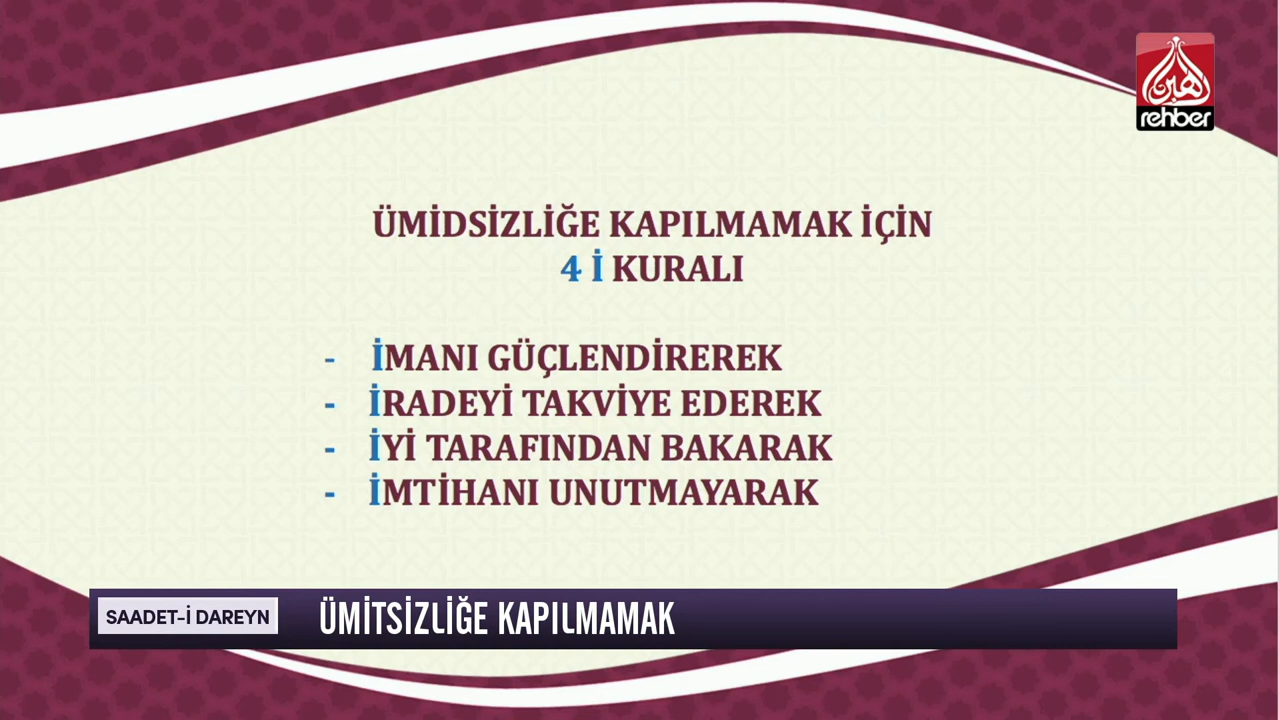 رهبر
rehber
ÜMİDSİZLİĞE KAPILMAMAK İÇİN
4 İ KURALI
- İMANI GÜÇLENDİREREK
- İRADEYİ TAKVİYE EDEREK
- İYİ TARAFINDAN BAKARAK
- İMTİHANI UNUTMAYARAK
SAADET-İ DAREYN
ÜMİTSİZLİĞE KAPILMAMAK